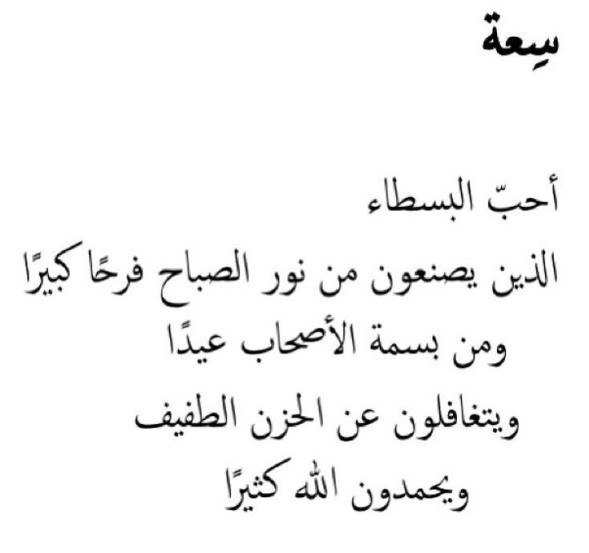 سِعة
أحبّ البسطاء
الذين يصنعون من نور الصباح فرحًا كبيرًا
ومن بسمة الأصحاب عيدًا
ويتغافلون عن الحزن الطفيف
ويحمدون الله كثيرًا